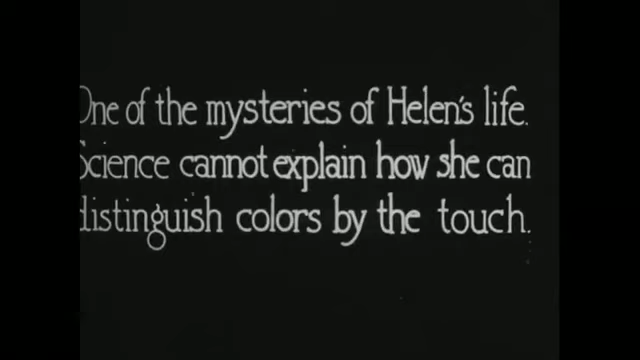 One of the mysteries of Helen's life.
Science cannot explain how she can
distinguish colors by the touch.